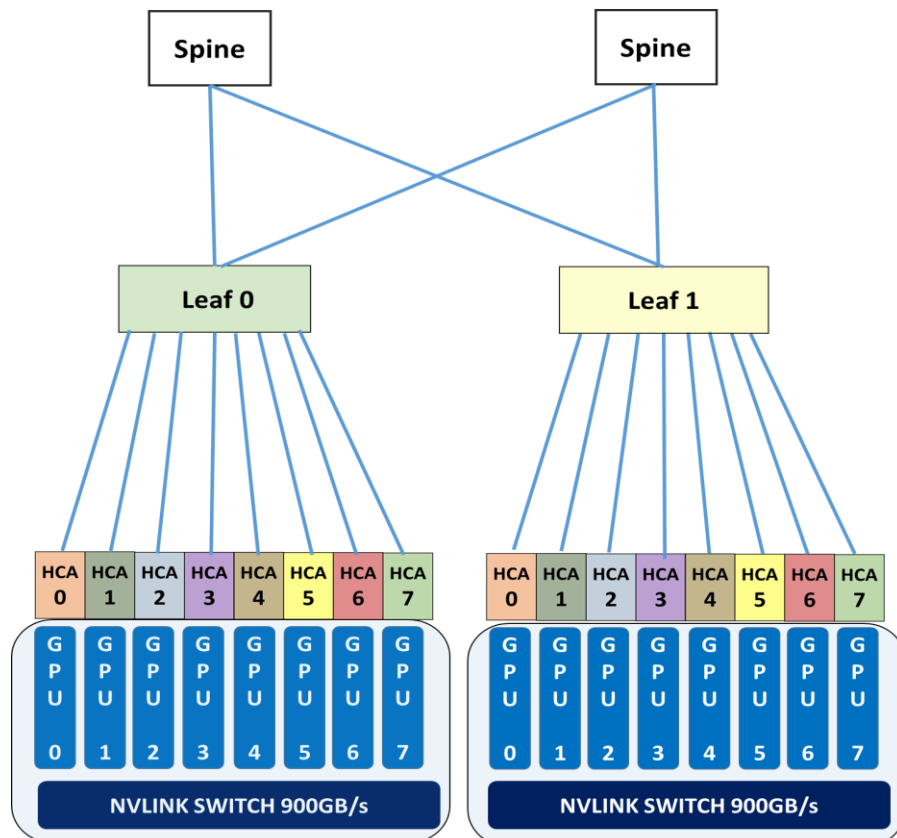 Spine
Spine
Leaf 0
Leaf 1
HCA 0
HCA 1
HCA 2
HCA 3
HCA 4
HCA 5
HCA 6
HCA 7
HCA 0
HCA 1
HCA 2
HCA 3
HCA 4
HCA 5
HCA 6
HCA 7
GPU 0
GPU 1
GPU 2
GPU 3
GPU 4
GPU 5
GPU 6
GPU 7
GPU 0
GPU 1
GPU 2
GPU 3
GPU 4
GPU 5
GPU 6
GPU 7
NVLINK SWITCH 900GB/s
NVLINK SWITCH 900GB/s